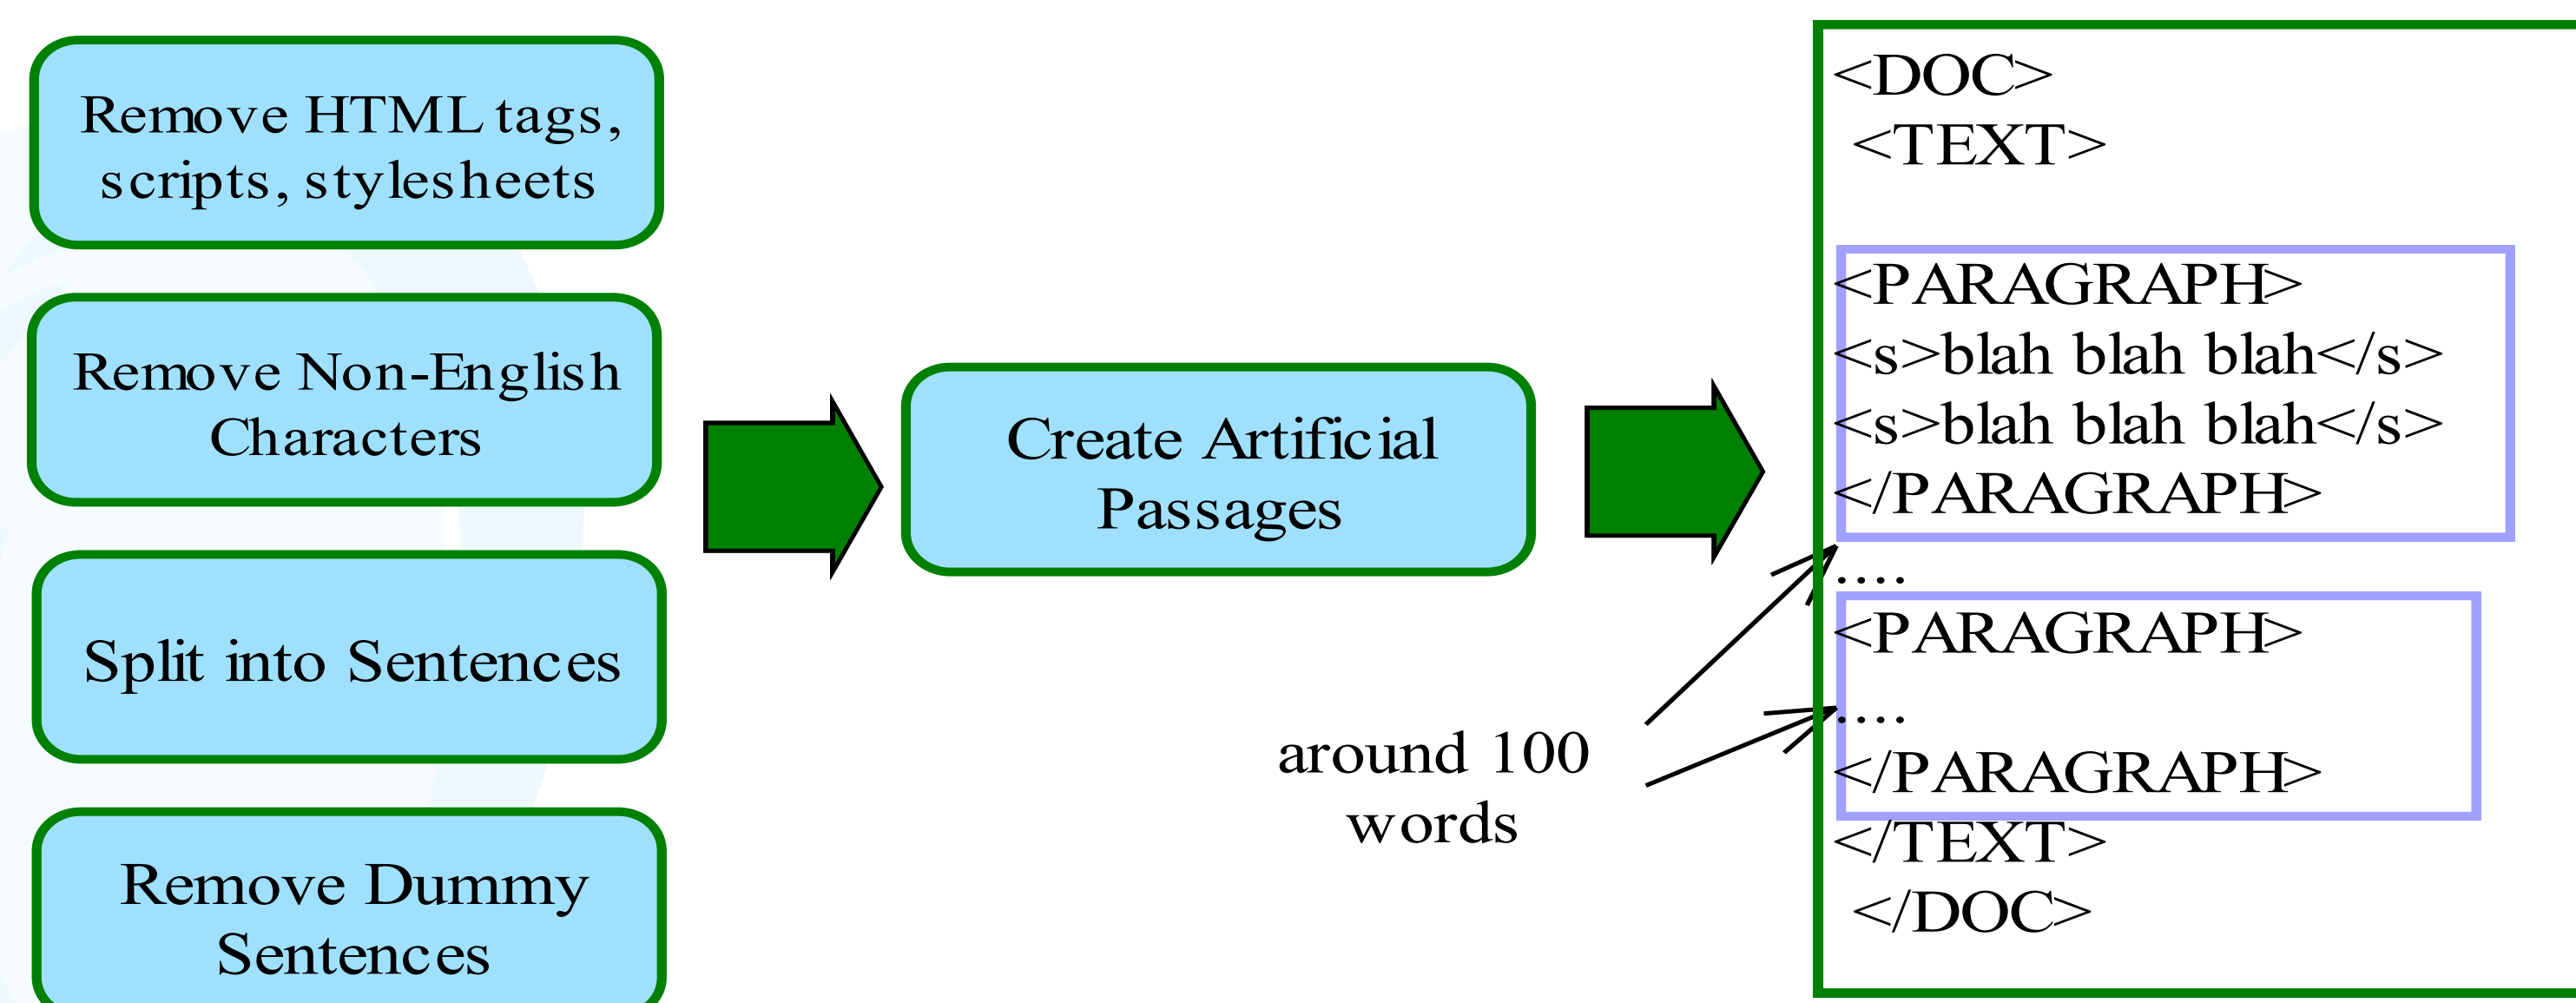 Remove HTML tags,
scripts, stylesheets
Remove Non-English
Characters
Split into Sentences
Remove Dummy
Sentences
Create Artificial
Passages
around 100
words
<DOC>
<TEXT>
<PARAGRAPH>
<s>blah blah blah</s>
<s>blah blah blah</s>
</PARAGRAPH>
....
<PARAGRAPH>
....
</PARAGRAPH>
</TEXT>
</DOC>